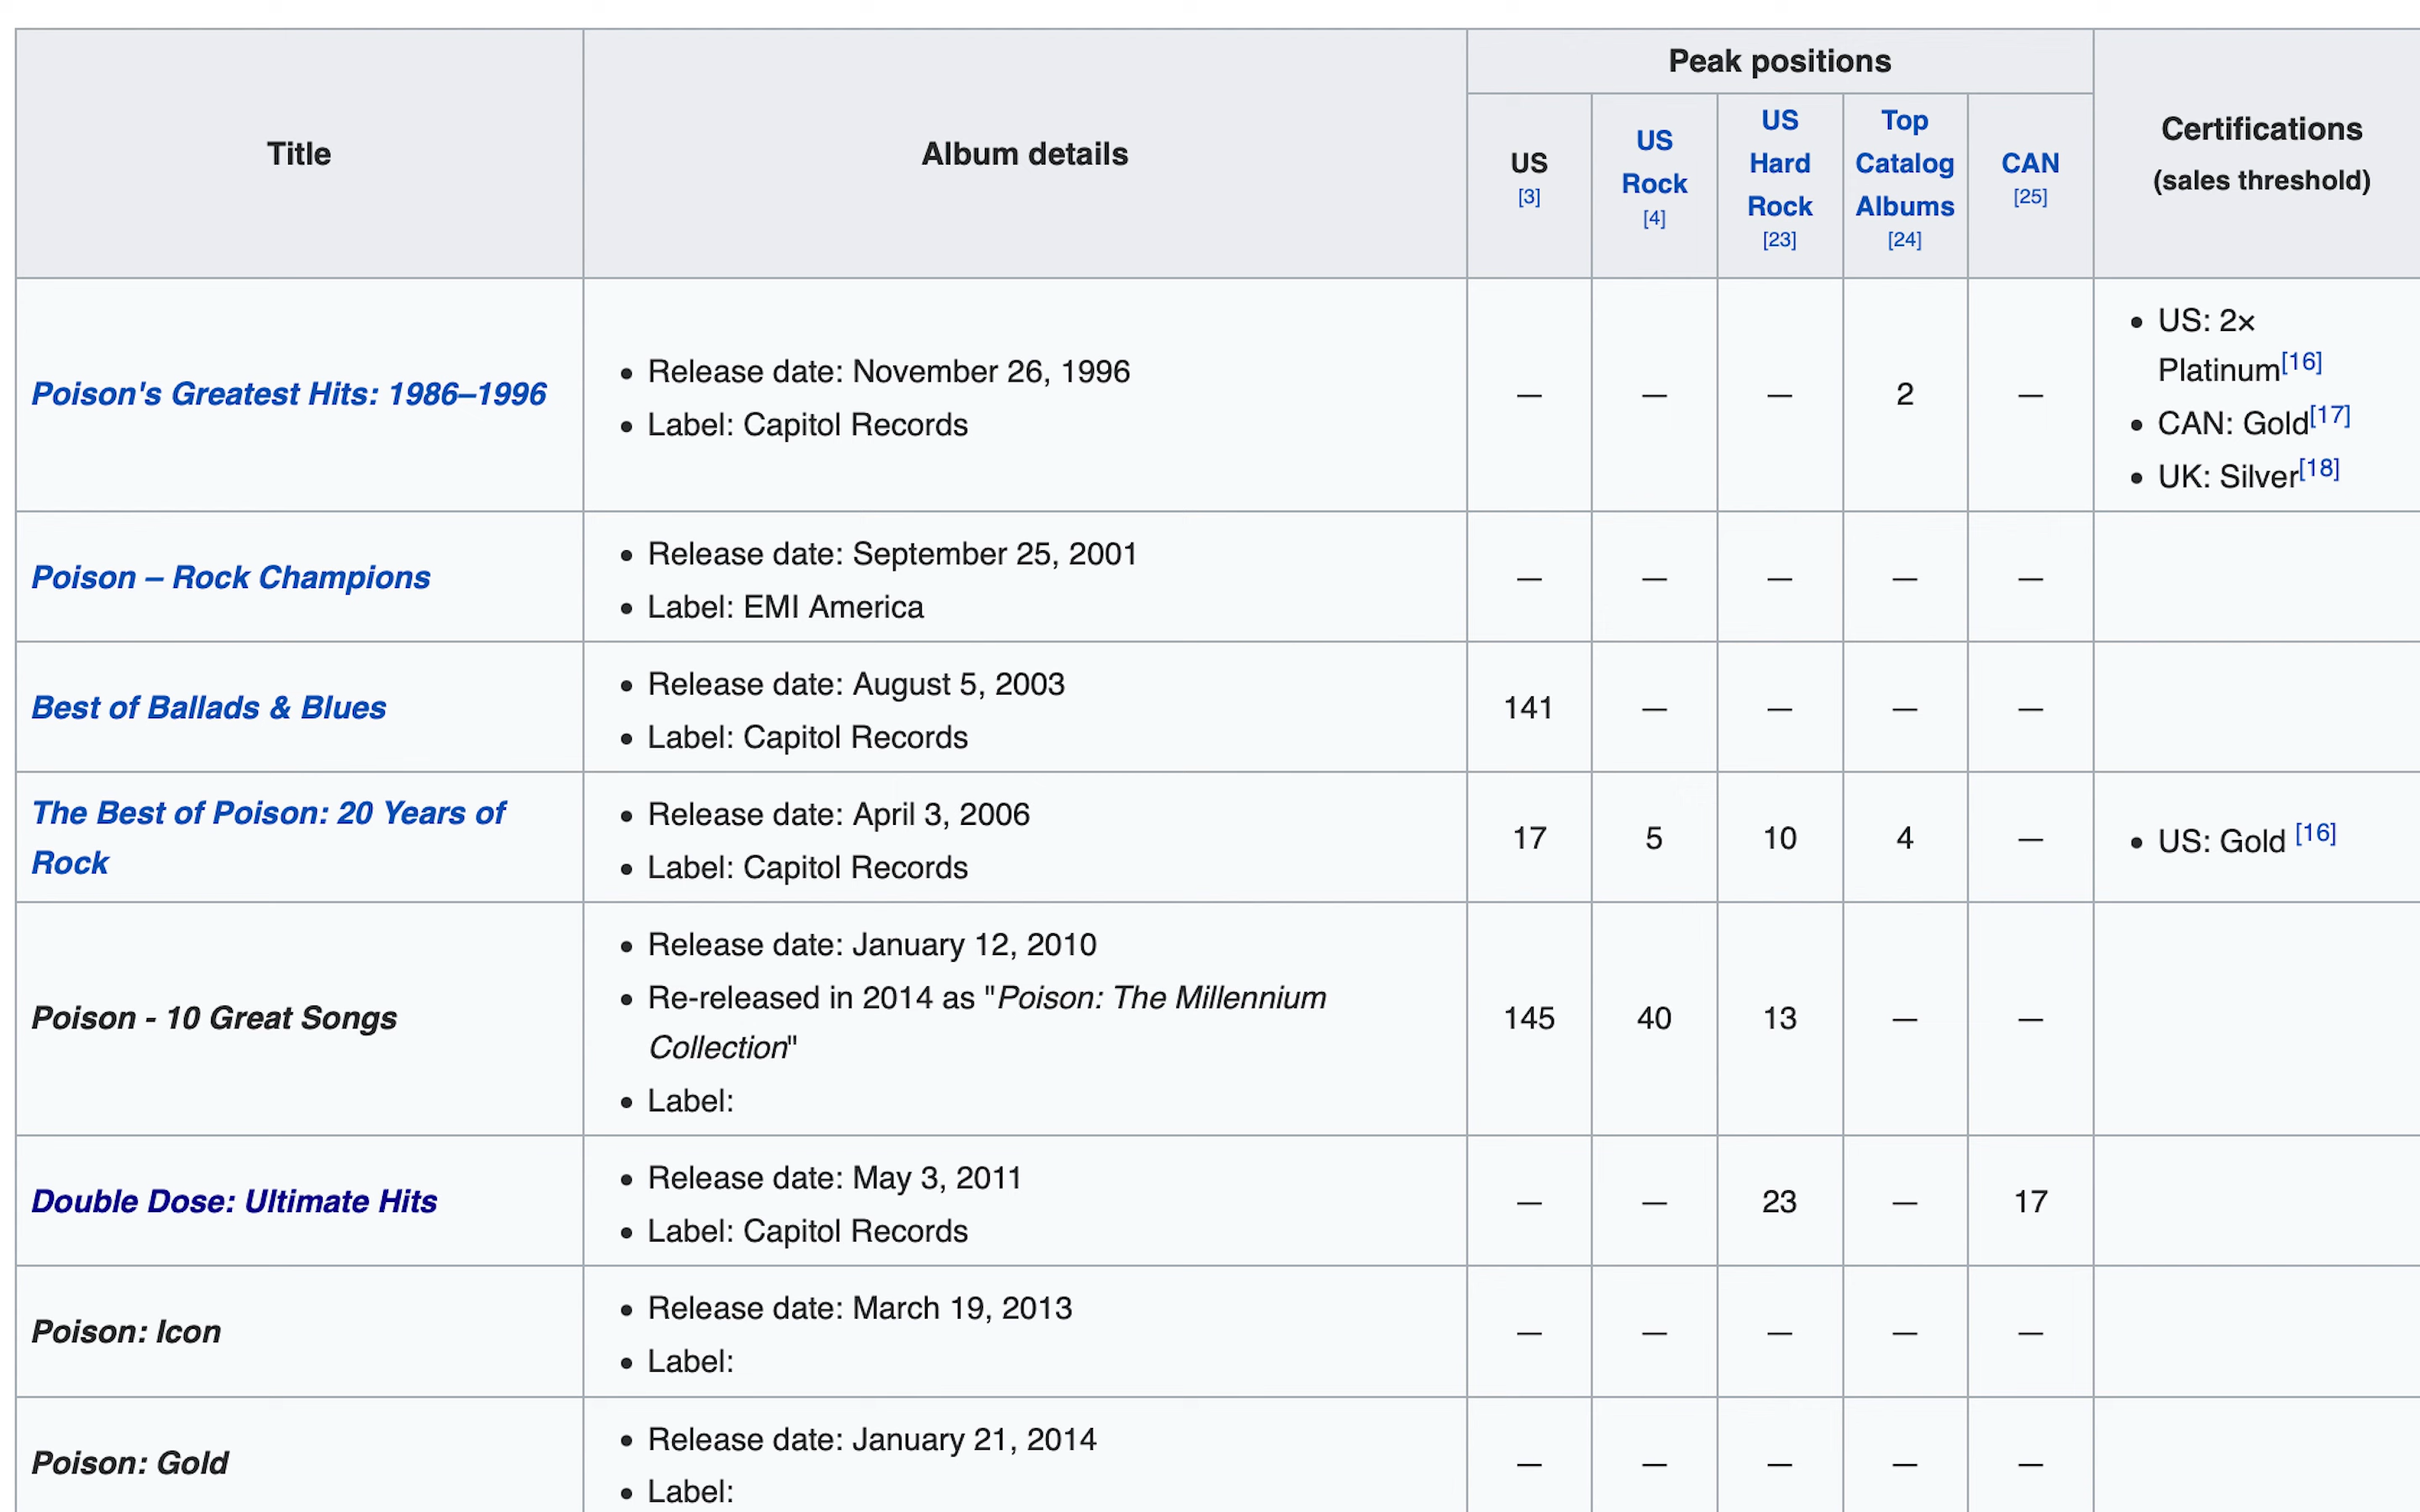 Title
Album details
Peak positions
Certifications
(sales threshold)
US
[3]
US
Rock
[4]
US
Hard
Rock
[23]
Top
Catalog
Albums
[24]
CAN
[25]
Poison's Greatest Hits: 1986–1996
• Release date: November 26, 1996
• Label: Capitol Records
— — — 2 —
• US: 2×
Platinum[16]
• CAN: Gold[17]
• UK: Silver[18]
Poison – Rock Champions
• Release date: September 25, 2001
• Label: EMI America
— — — — —
Best of Ballads & Blues
• Release date: August 5, 2003
• Label: Capitol Records
141 — — — —
The Best of Poison: 20 Years of
Rock
• Release date: April 3, 2006
• Label: Capitol Records
17 5 10 4 —
• US: Gold [16]
Poison - 10 Great Songs
• Release date: January 12, 2010
• Re-released in 2014 as "Poison: The Millennium
Collection"
• Label:
145 40 13 — —
Double Dose: Ultimate Hits
• Release date: May 3, 2011
• Label: Capitol Records
— — 23 — 17
Poison: Icon
• Release date: March 19, 2013
• Label:
— — — — —
Poison: Gold
• Release date: January 21, 2014
• Label:
— — — — —